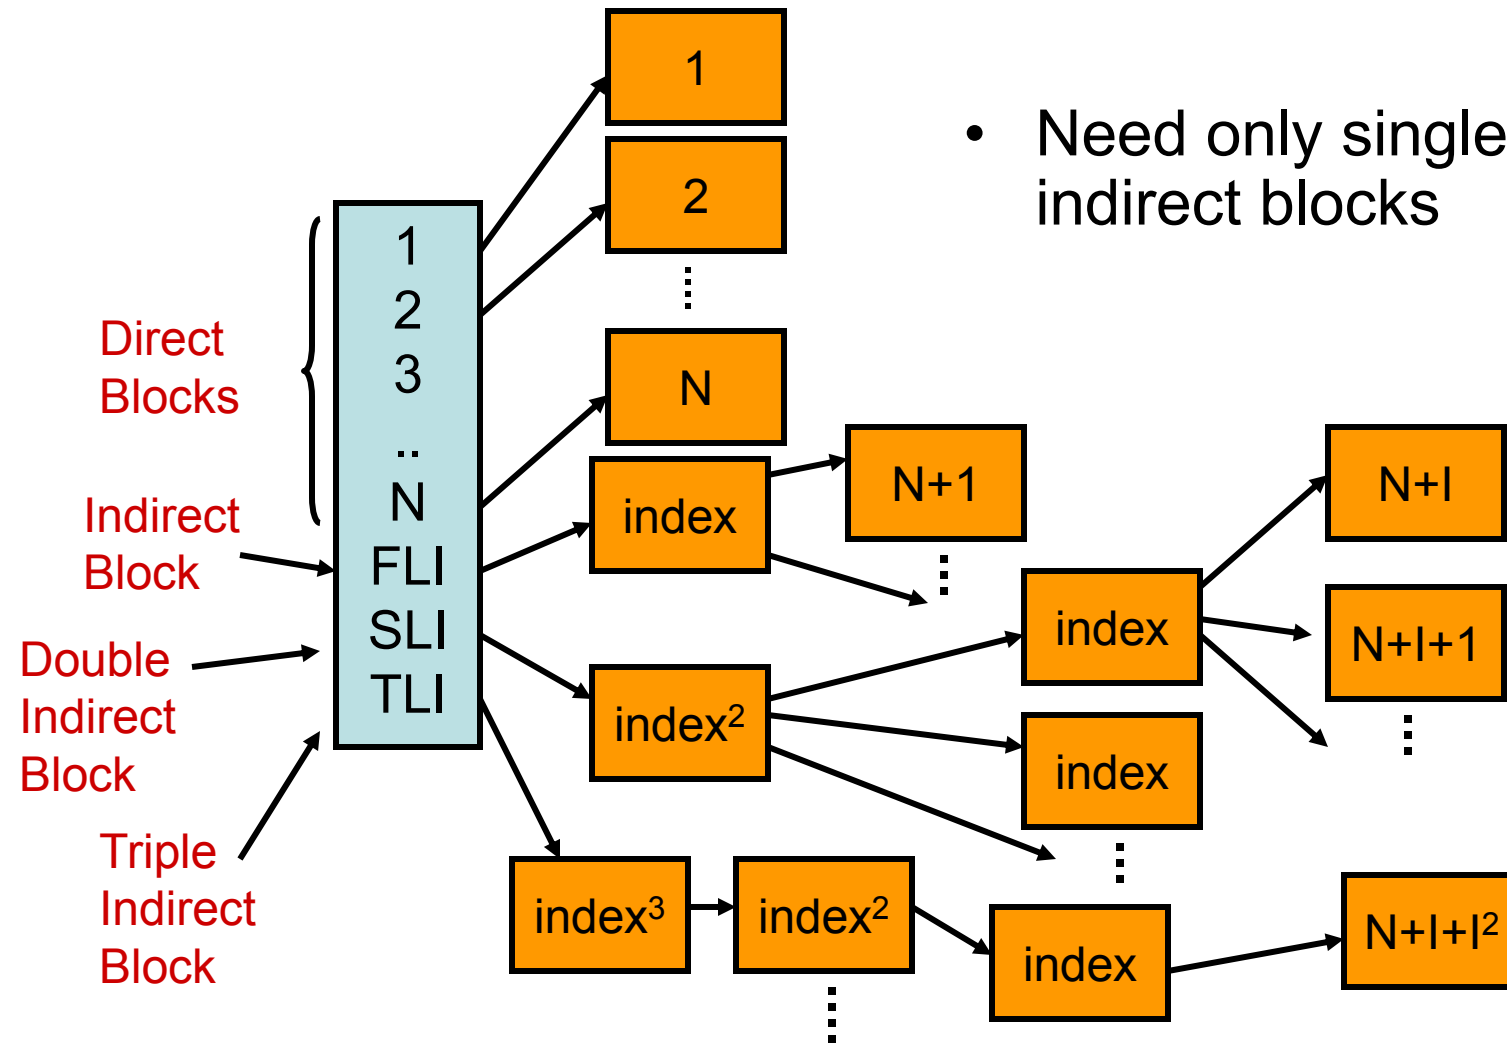 • Need only single
indirect blocks
Direct
Blocks
Indirect
Block
Double
Indirect
Block
Triple
Indirect
Block
1
2
3
..
N
FLI
SLI
TLI
1
2
N
index
N+1
index²
index
index
N+I
N+I+1
index³
index²
index
N+I+I²